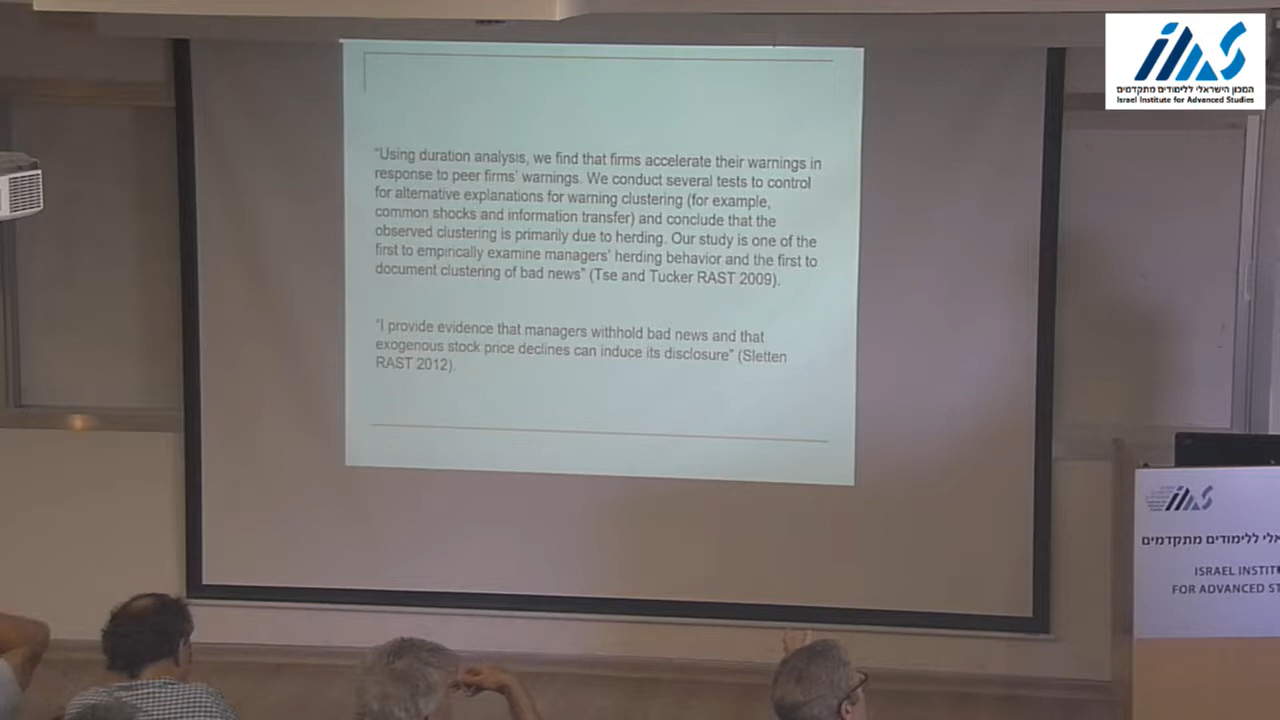 המכון הישראלי ללימודים מתקדמים
Israel Institute for Advanced Studies
"Using duration analysis, we find that firms accelerate their warnings in
response to peer firms' warnings. We conduct several tests to control
for alternative explanations for warning clustering (for example,
common shocks and information transfer) and conclude that the
observed clustering is primarily due to herding. Our study is one of the
first to empirically examine managers' herding behavior and the first to
document clustering of bad news" (Tse and Tucker RAST 2009).
"I provide evidence that managers withhold bad news and that
exogenous stock price declines can induce its disclosure" (Sletten
RAST 2012).
אלי ללימודים מתקדמים
ISRAEL INSTIT
FOR ADVANCED ST